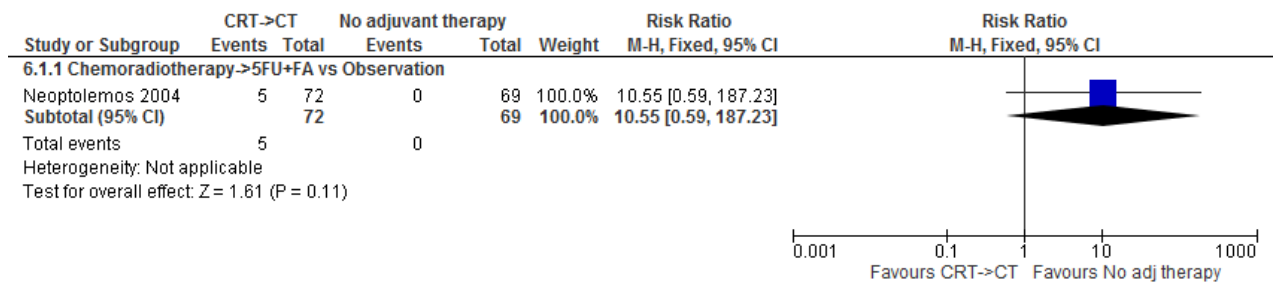 CRT->CT No adjuvant therapy Risk Ratio Risk Ratio
Study or Subgroup Events Total Events Total Weight M-H, Fixed, 95% CI M-H, Fixed, 95% CI
6.1.1 Chemoradiotherapy->5FU+FA vs Observation
Neoptolemos 2004 5 72 0 69 100.0% 10.55 [0.59, 187.23]
Subtotal (95% CI) 72 69 100.0% 10.55 [0.59, 187.23]
Total events 5 0
Heterogeneity: Not applicable
Test for overall effect: Z = 1.61 (P = 0.11)
0.001 0.1 1 10 1000
Favours CRT->CT Favours No adj therapy